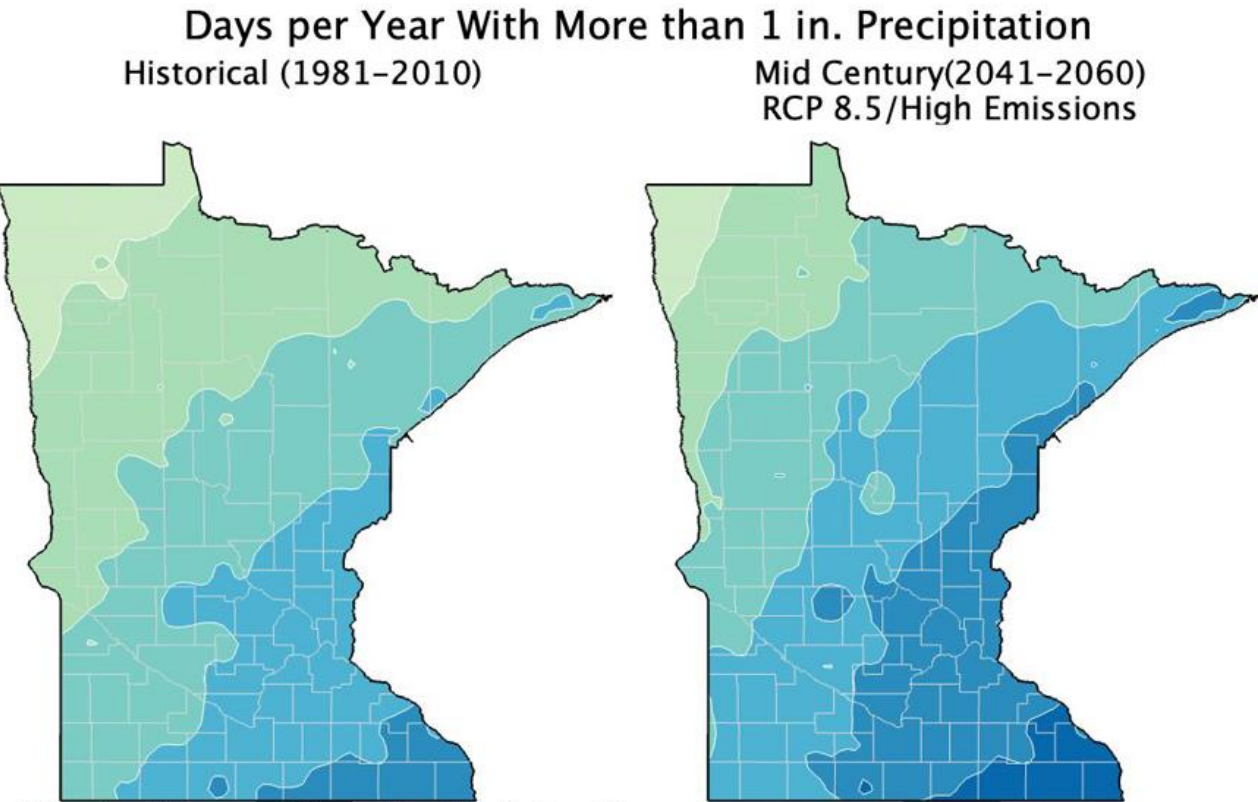 Days per Year With More than 1 in. Precipitation
Historical (1981–2010)
Mid Century(2041–2060)
RCP 8.5/High Emissions